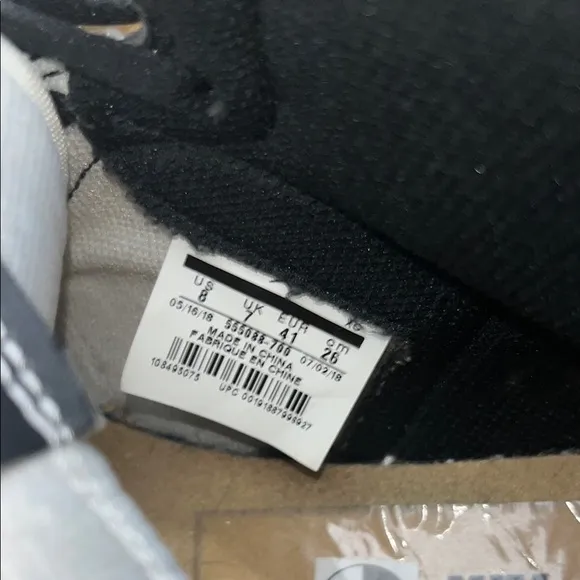 US UK EUR cm
8 7 41 26
05/16/18 555088-700 07/02/18
MADE IN CHINA
FABRIQUE EN CHINE
108495075
UPC 00191887998927